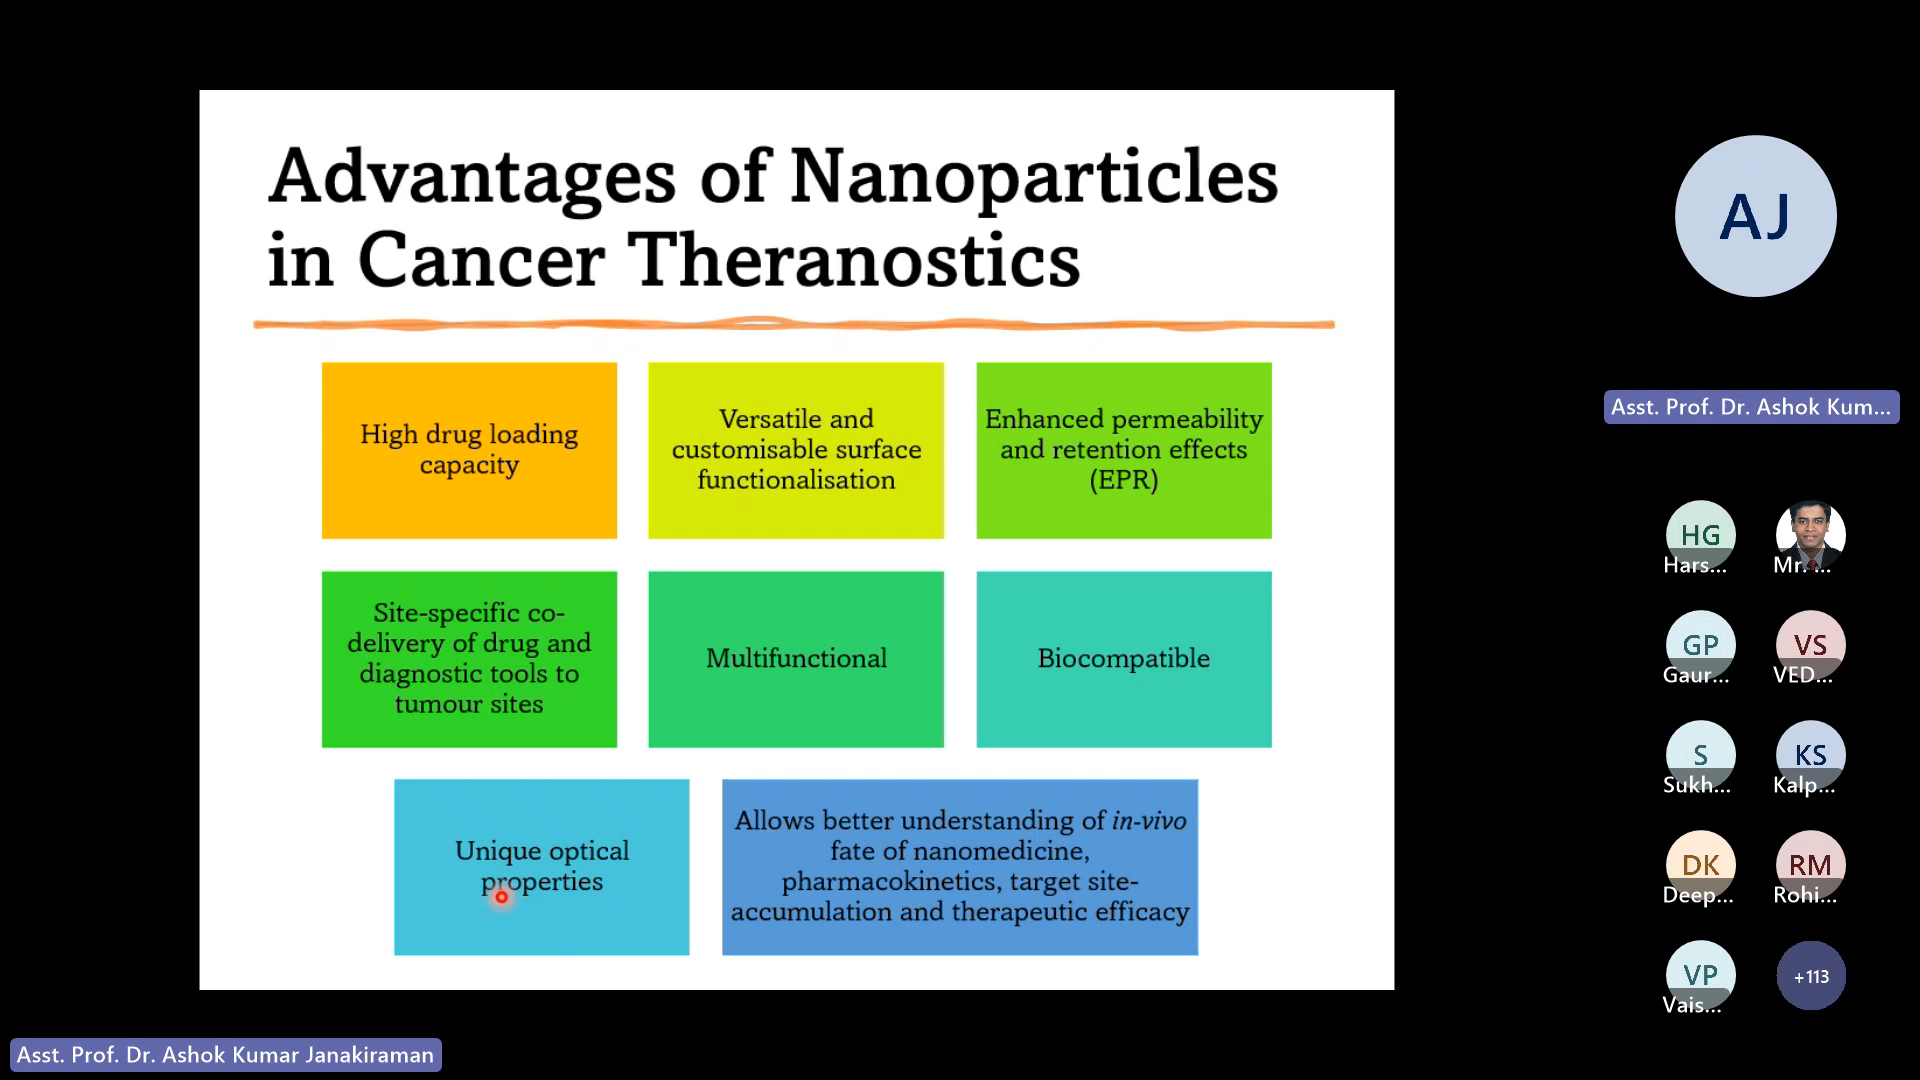 Advantages of Nanoparticles
in Cancer Theranostics
High drug loading
capacity
Versatile and
customisable surface
functionalisation
Enhanced permeability
and retention effects
(EPR)
Site-specific co-
delivery of drug and
diagnostic tools to
tumour sites
Multifunctional
Biocompatible
Unique optical
properties
Allows better understanding of in-vivo
fate of nanomedicine,
pharmacokinetics, target site-
accumulation and therapeutic efficacy
AJ
Asst. Prof. Dr. Ashok Kum...
HG
Hars...
Mr. ...
GP
Gaur...
VS
VED...
S
Sukh...
KS
Kalp...
DK
Deep...
RM
Rohi...
VP
Vais...
+113
Asst. Prof. Dr. Ashok Kumar Janakiraman